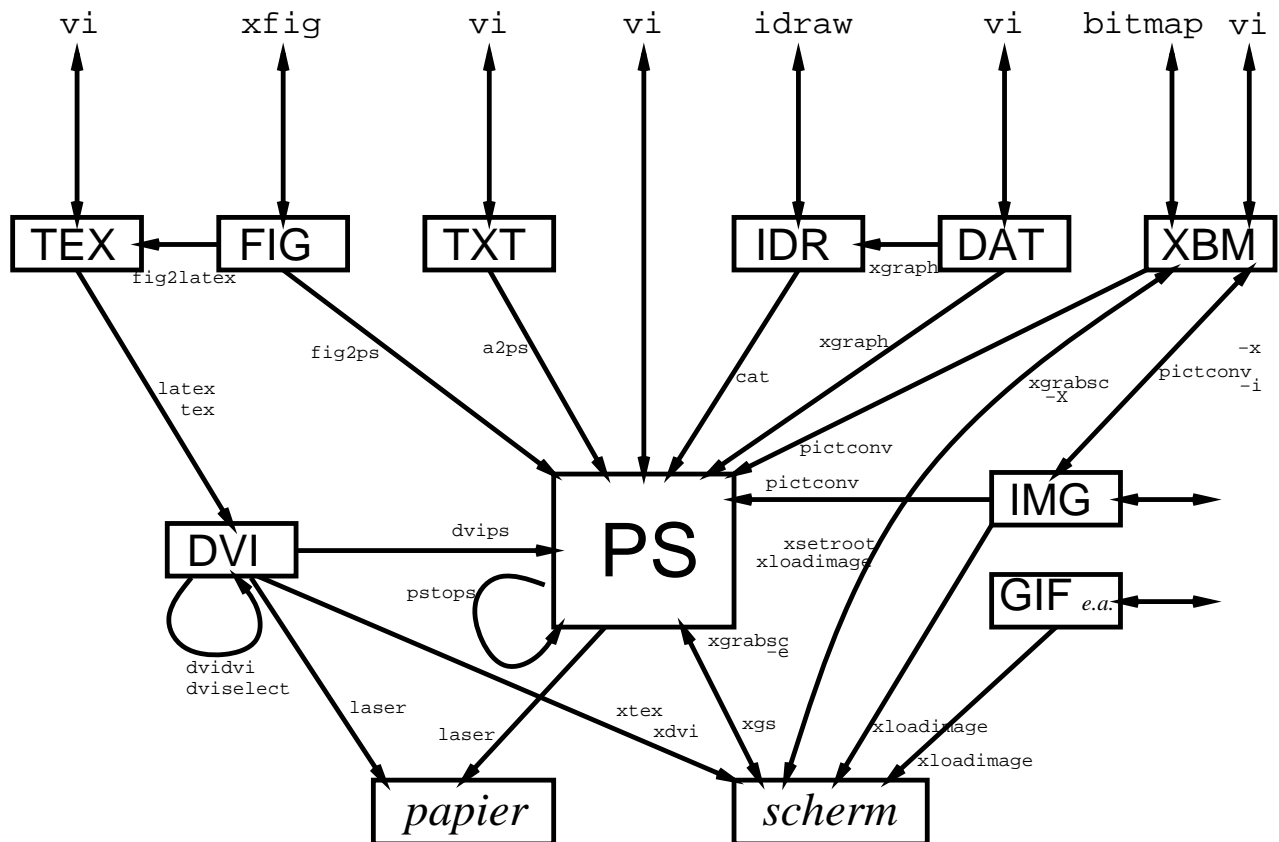 vi xfig vi vi idraw vi bitmap vi
TEX FIG TXT IDR DAT XBM
fig2latex
xgraph
fig2ps
a2ps
xgraph
cat
latex
tex
xgrabsc
-X
-x
pictconv
-i
pictconv
pictconv
IMG
DVI
dvips
PS
xsetroot
xloadimage
pstops
GIF e.a.
xgrabsc
-e
dvidvi
dviselect
laser
laser
xtex
xdvi
xgs
xloadimage
xloadimage
papier
scherm